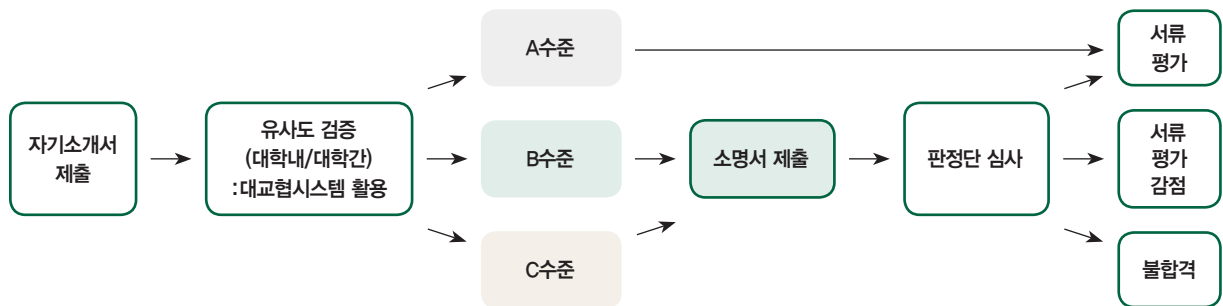 자기소개서
제출
유사도 검증
(대학내/대학간)
:대교협시스템 활용
A수준
B수준
C수준
소명서 제출
판정단 심사
서류
평가
서류
평가
감점
불합격